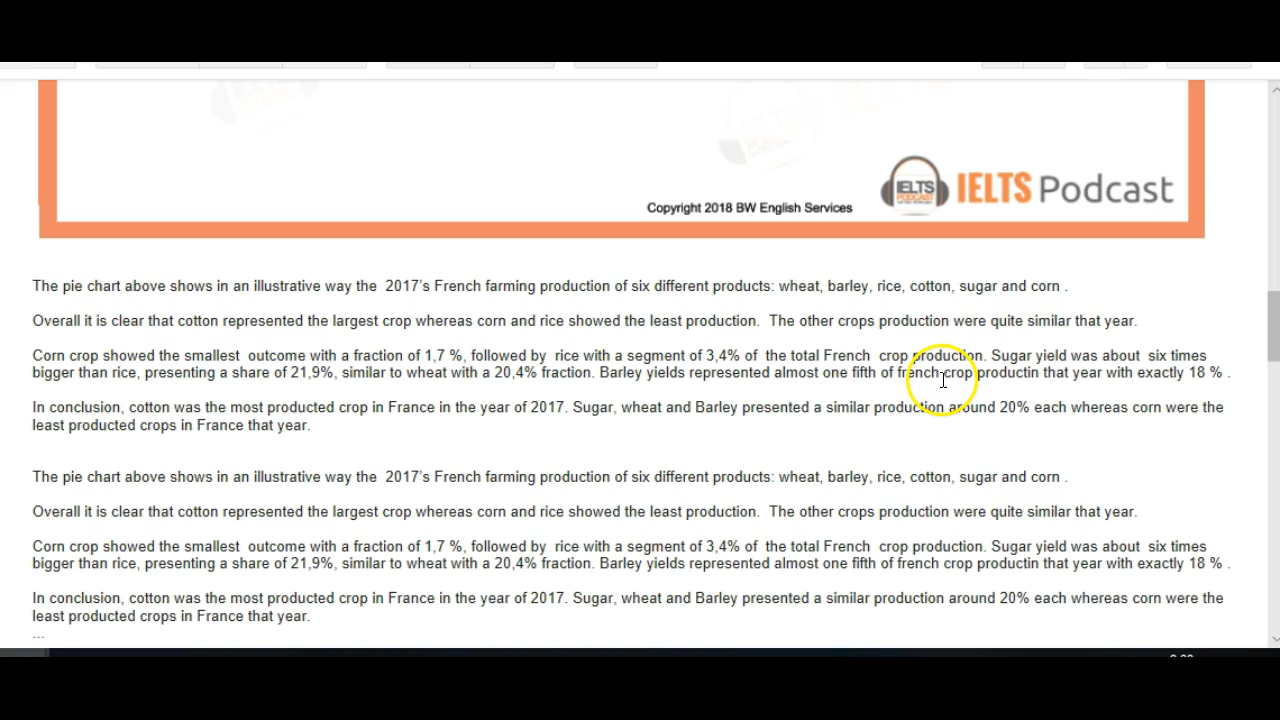 IELTS PODCAST IELTS Podcast
Copyright 2018 BW English Services
The pie chart above shows in an illustrative way the 2017's French farming production of six different products: wheat, barley, rice, cotton, sugar and corn .
Overall it is clear that cotton represented the largest crop whereas corn and rice showed the least production. The other crops production were quite similar that year.
Corn crop showed the smallest outcome with a fraction of 1,7 %, followed by rice with a segment of 3,4% of the total French crop production. Sugar yield was about six times
bigger than rice, presenting a share of 21,9%, similar to wheat with a 20,4% fraction. Barley yields represented almost one fifth of french crop productin that year with exactly 18 % .
In conclusion, cotton was the most producted crop in France in the year of 2017. Sugar, wheat and Barley presented a similar production around 20% each whereas corn were the
least producted crops in France that year.
The pie chart above shows in an illustrative way the 2017's French farming production of six different products: wheat, barley, rice, cotton, sugar and corn .
Overall it is clear that cotton represented the largest crop whereas corn and rice showed the least production. The other crops production were quite similar that year.
Corn crop showed the smallest outcome with a fraction of 1,7 %, followed by rice with a segment of 3,4% of the total French crop production. Sugar yield was about six times
bigger than rice, presenting a share of 21,9%, similar to wheat with a 20,4% fraction. Barley yields represented almost one fifth of french crop productin that year with exactly 18 % .
In conclusion, cotton was the most producted crop in France in the year of 2017. Sugar, wheat and Barley presented a similar production around 20% each whereas corn were the
least producted crops in France that year.
...